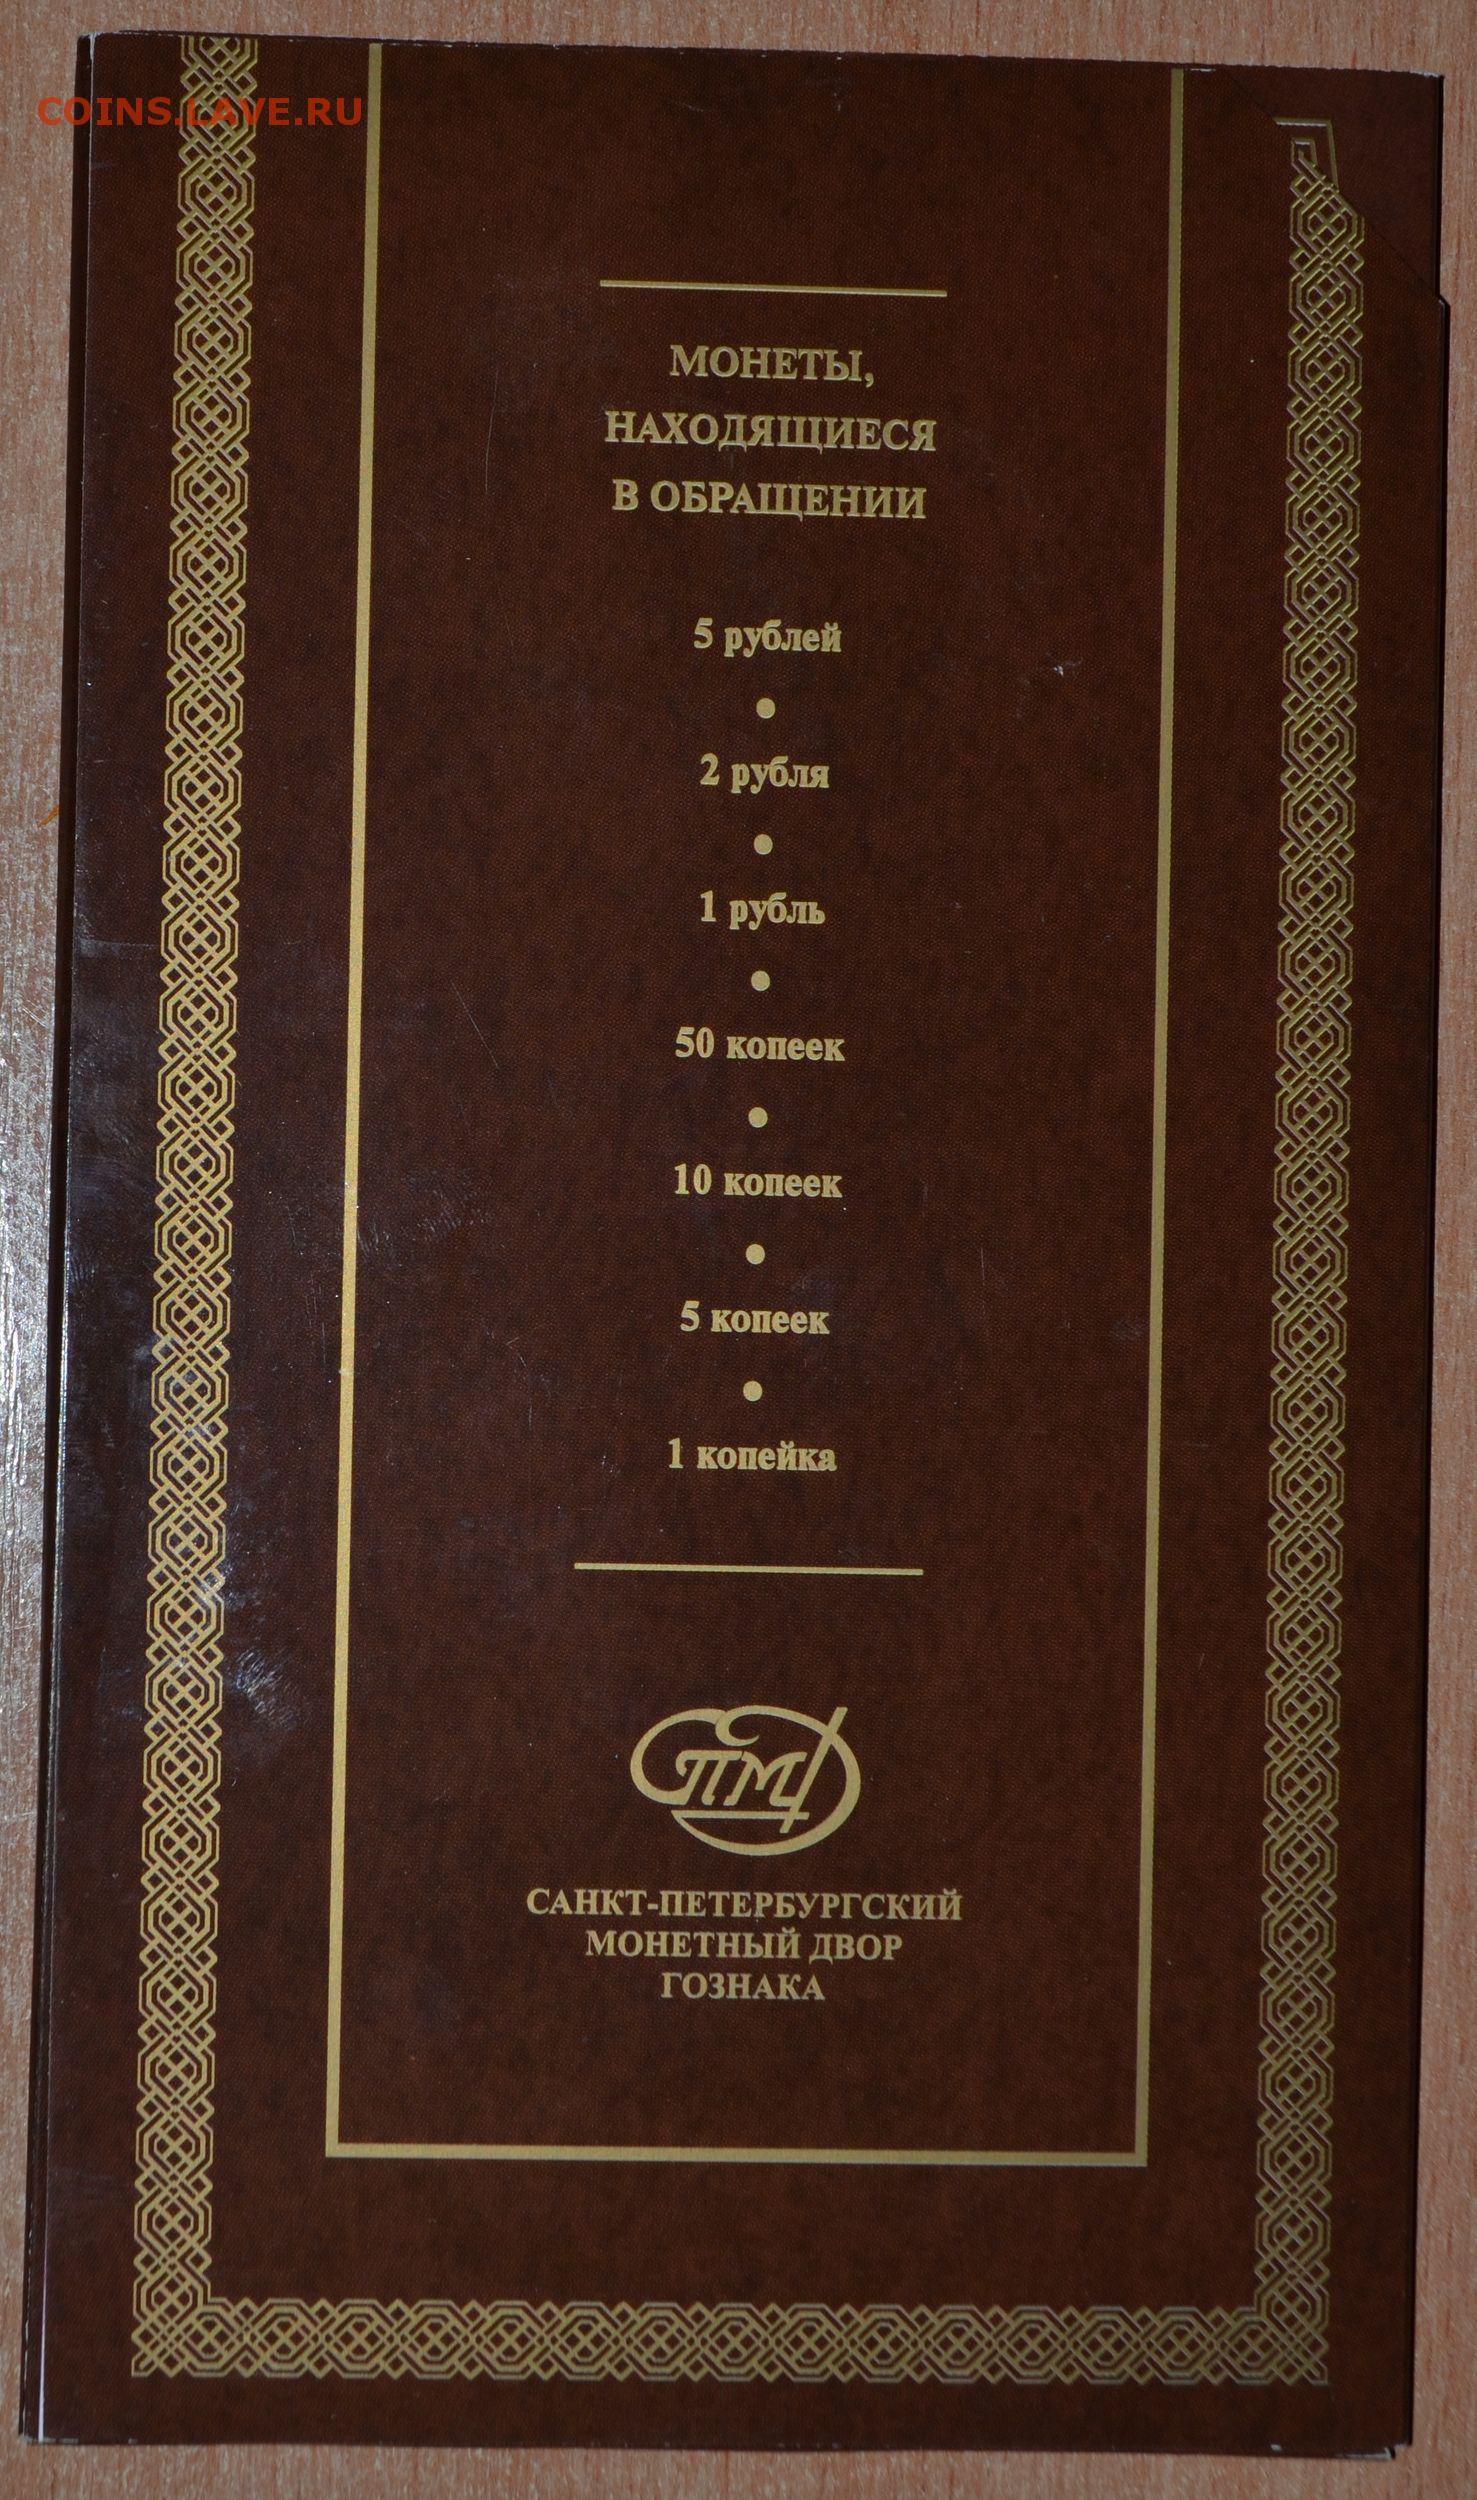 COINS.LAVE.RU
МОНЕТЫ,
НАХОДЯЩИЕСЯ
В ОБРАЩЕНИИ
5 рублей
•
2 рубля
•
1 рубль
•
50 копеек
•
10 копеек
•
5 копеек
•
1 копейка
СПМД
САНКТ-ПЕТЕРБУРГСКИЙ
МОНЕТНЫЙ ДВОР
ГОЗНАКА